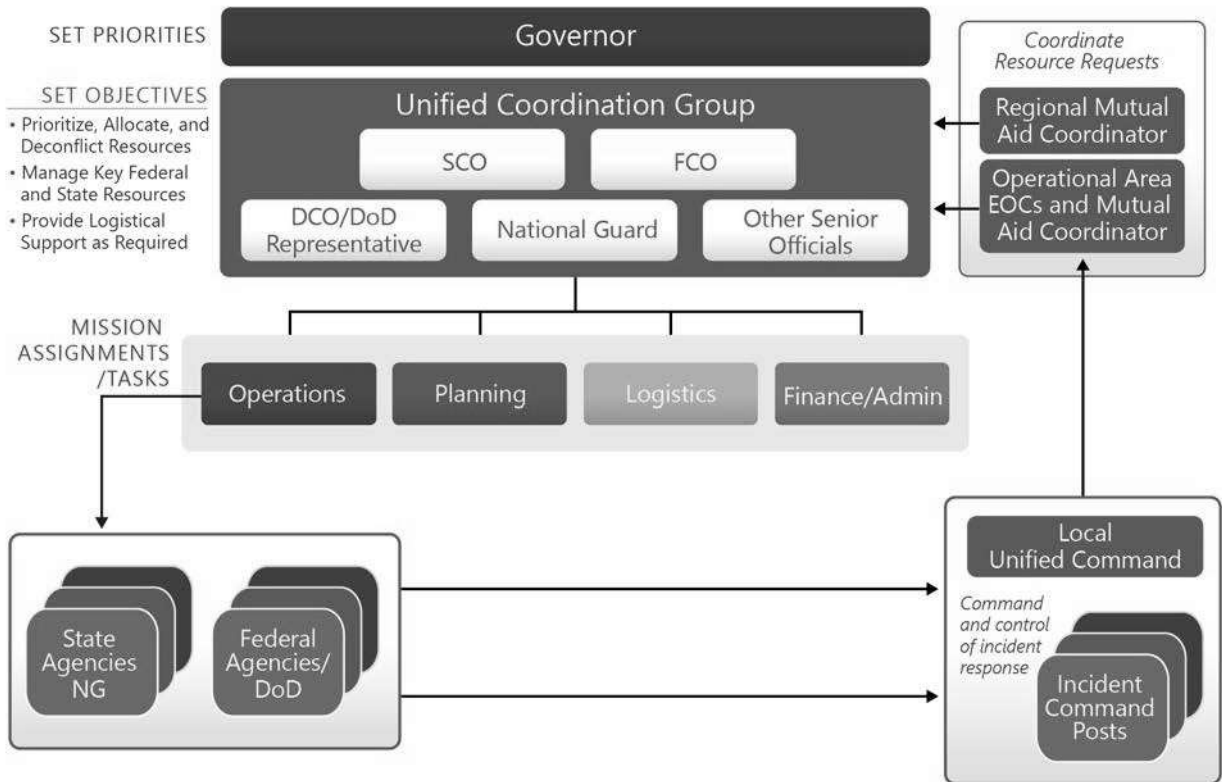 SET PRIORITIES
Governor
SET OBJECTIVES
• Prioritize, Allocate, and
Deconflict Resources
• Manage Key Federal
and State Resources
• Provide Logistical
Support as Required
Unified Coordination Group
SCO
FCO
DCO/DoD
Representative
National Guard
Other Senior
Officials
Coordinate
Resource Requests
Regional Mutual
Aid Coordinator
Operational Area
EOCs and Mutual
Aid Coordinator
MISSION
ASSIGNMENTS
/TASKS
Operations
Planning
Logistics
Finance/Admin
State
Agencies
NG
Federal
Agencies/
DoD
Local
Unified Command
Command
and control
of incident
response
Incident
Command
Posts